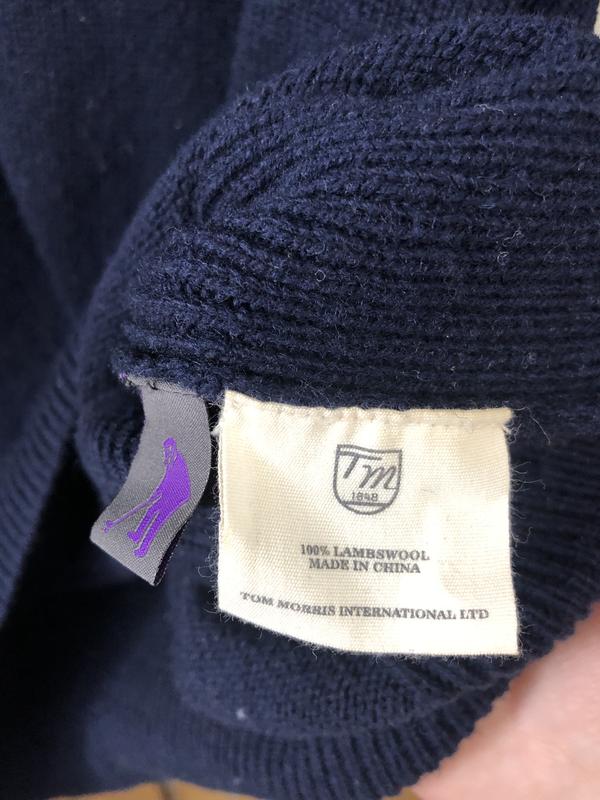 Tm
1848
100% LAMBSWOOL
MADE IN CHINA
TOM MORRIS INTERNATIONAL LTD